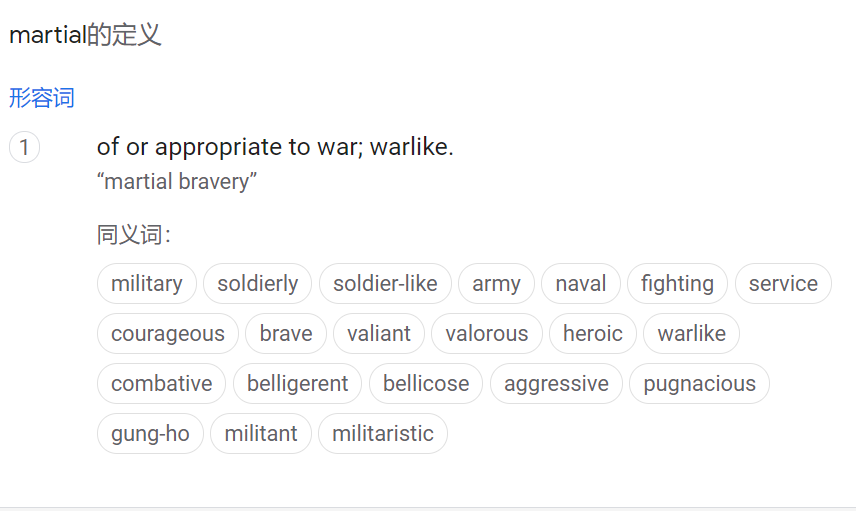 martial的定义
形容词
1 of or appropriate to war; warlike.
“martial bravery”
同义词：
military soldierly soldier-like army naval fighting service
courageous brave valiant valorous heroic warlike
combative belligerent bellicose aggressive pugnacious
gung-ho militant militaristic